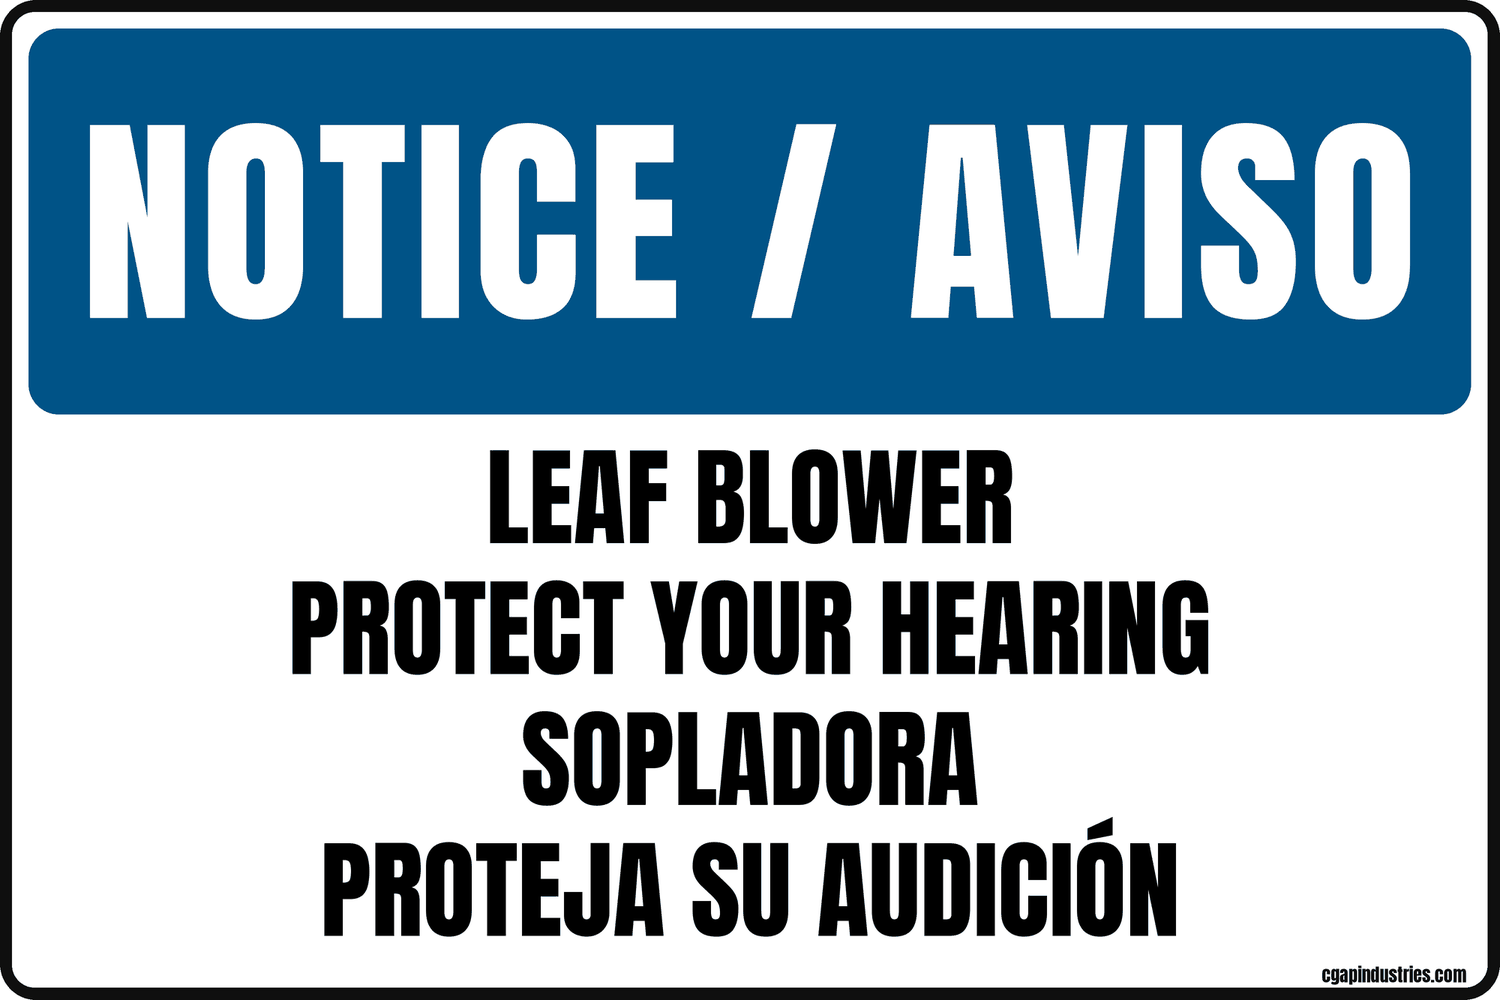 NOTICE / AVISO
LEAF BLOWER
PROTECT YOUR HEARING
SOPLADORA
PROTEJA SU AUDICIÓN
cgapindustries.com